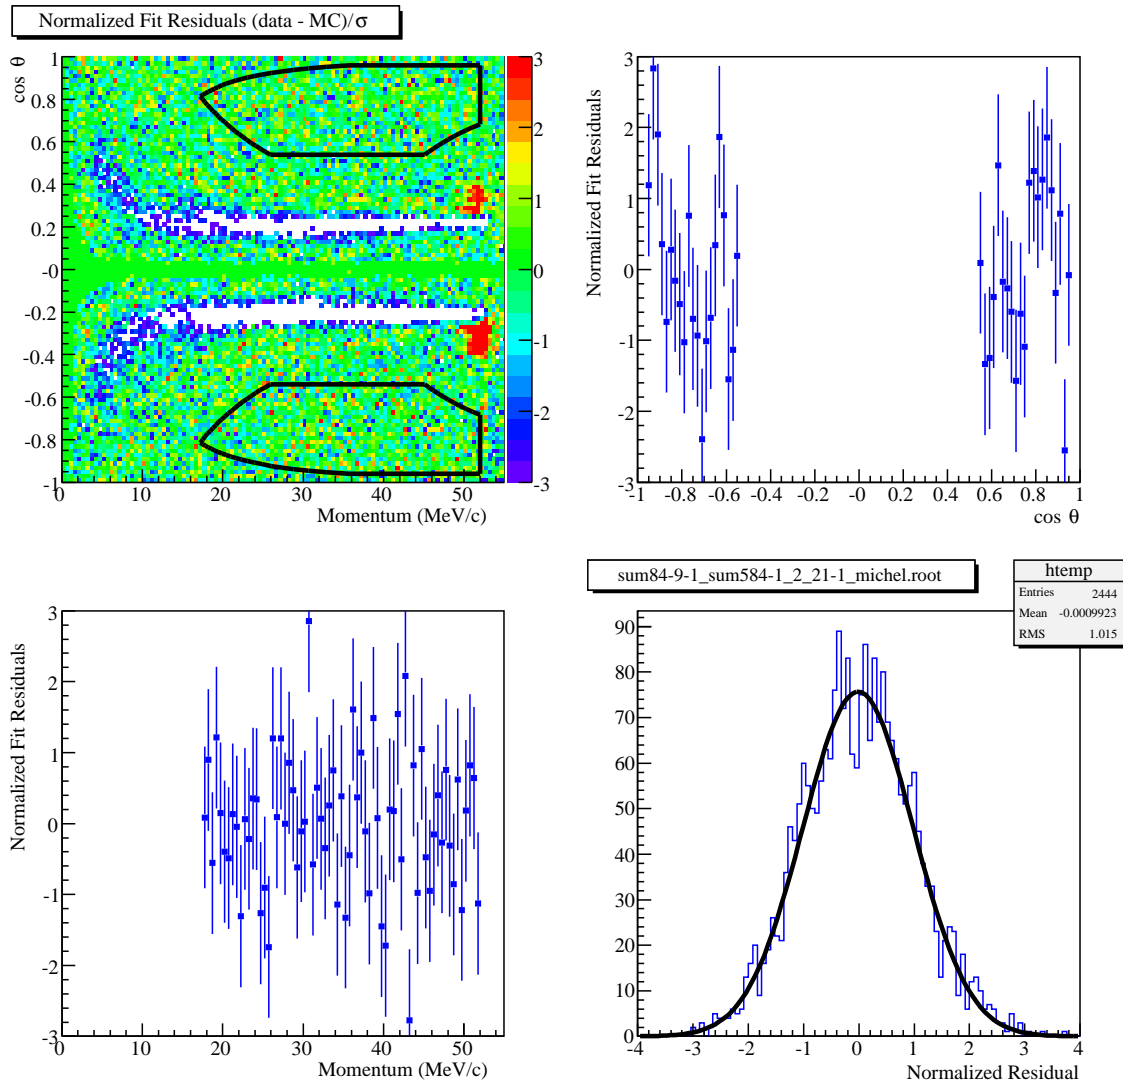 Normalized Fit Residuals (data - MC)/σ
cos θ
1
0.8
0.6
0.4
0.2
-0
-0.2
-0.4
-0.6
-0.8
-1
0 10 20 30 40 50
Momentum (MeV/c)
3
2
1
0
-1
-2
-3
Normalized Fit Residuals
3
2
1
0
-1
-2
-3
-1 -0.8 -0.6 -0.4 -0.2 -0 0.2 0.4 0.6 0.8 1
cos θ
Normalized Fit Residuals
3
2
1
0
-1
-2
-3
0 10 20 30 40 50
Momentum (MeV/c)
sum84-9-1_sum584-1_2_21-1_michel.root
htemp
Entries 2444
Mean -0.0009923
RMS 1.015
90
80
70
60
50
40
30
20
10
0
-4 -3 -2 -1 0 1 2 3 4
Normalized Residual